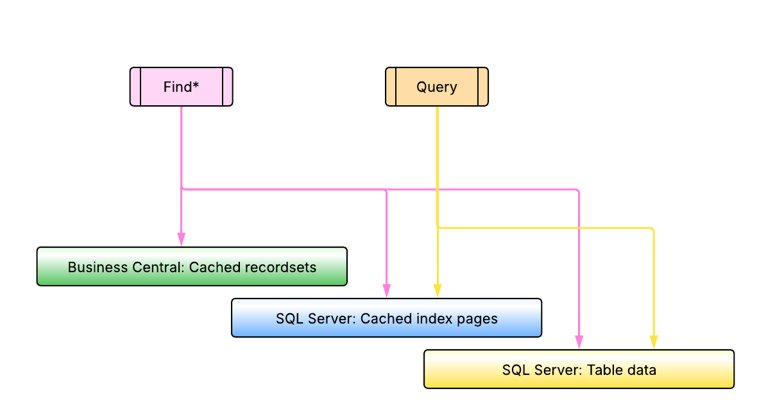 Find*
Query
Business Central: Cached recordsets
SQL Server: Cached index pages
SQL Server: Table data